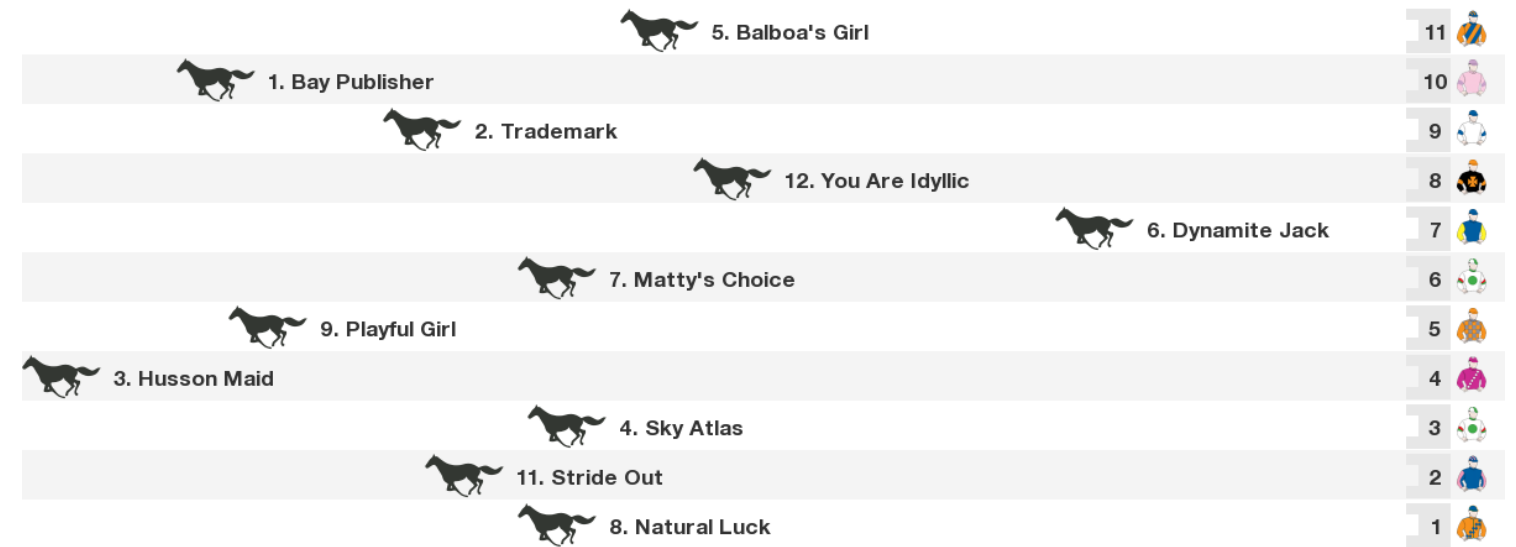 5. Balboa's Girl 11
1. Bay Publisher 10
2. Trademark 9
12. You Are Idyllic 8
6. Dynamite Jack 7
7. Matty's Choice 6
9. Playful Girl 5
3. Husson Maid 4
4. Sky Atlas 3
11. Stride Out 2
8. Natural Luck 1